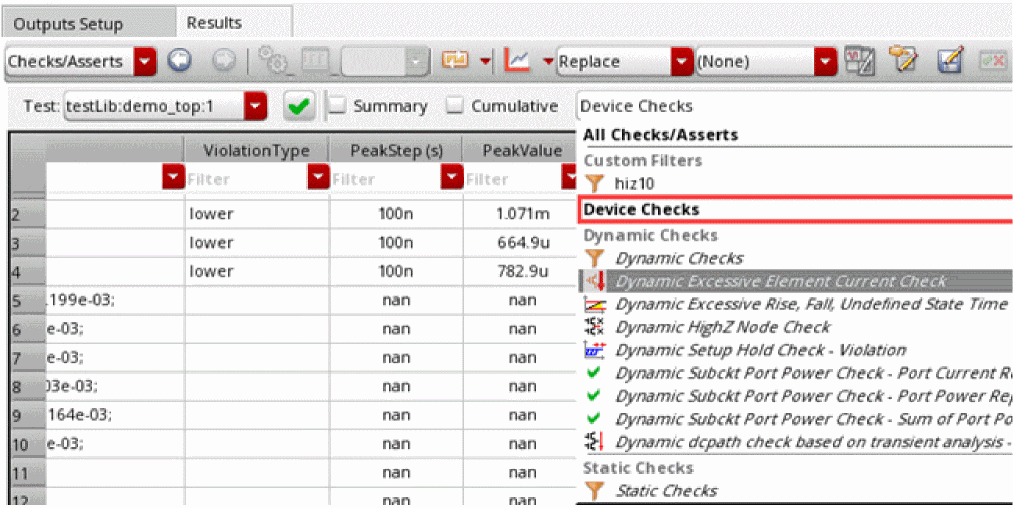 Outputs Setup Results
Checks/Asserts Replace (None)
Test: testLib:demo_top:1 Summary Cumulative Device Checks
ViolationType PeakStep (s) PeakValue
Filter Filter Filter
2 lower 100n 1.071m
3 lower 100n 664.9u
4 lower 100n 782.9u
5 .199e-03; nan nan
6 e-03; nan nan
7 e-03; nan nan
8 03e-03; nan nan
9 164e-03; nan nan
10 e-03; nan nan
11 nan nan
12 nan nan
All Checks/Asserts
Custom Filters
hiz10
Device Checks
Dynamic Checks
Dynamic Checks
Dynamic Excessive Element Current Check
Dynamic Excessive Rise, Fall, Undefined State Time
Dynamic HighZ Node Check
Dynamic Setup Hold Check - Violation
Dynamic Subckt Port Power Check - Port Current
Dynamic Subckt Port Power Check - Port Power
Dynamic Subckt Port Power Check - Sum of Port
Dynamic dcpath check based on transient analysis -
Static Checks
Static Checks